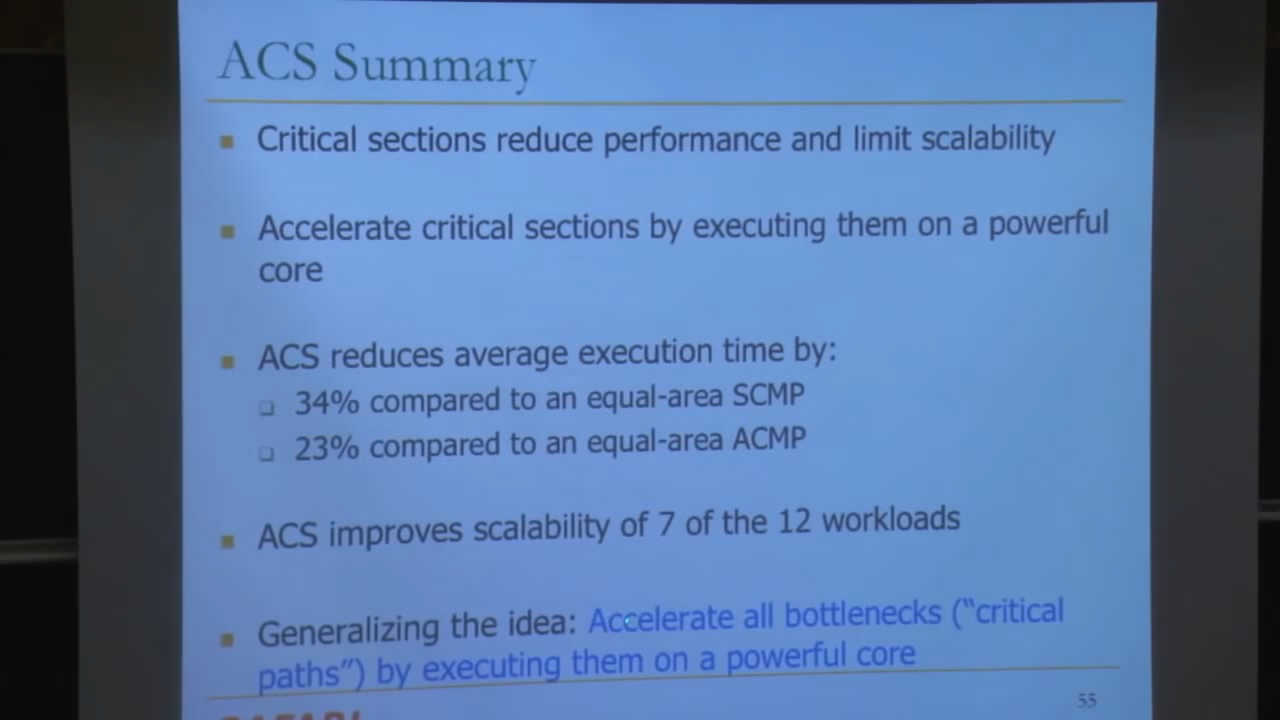 ACS Summary
Critical sections reduce performance and limit scalability
Accelerate critical sections by executing them on a powerful
core
ACS reduces average execution time by:
34% compared to an equal-area SCMP
23% compared to an equal-area ACMP
ACS improves scalability of 7 of the 12 workloads
Generalizing the idea: Accelerate all bottlenecks ("critical
paths") by executing them on a powerful core
55